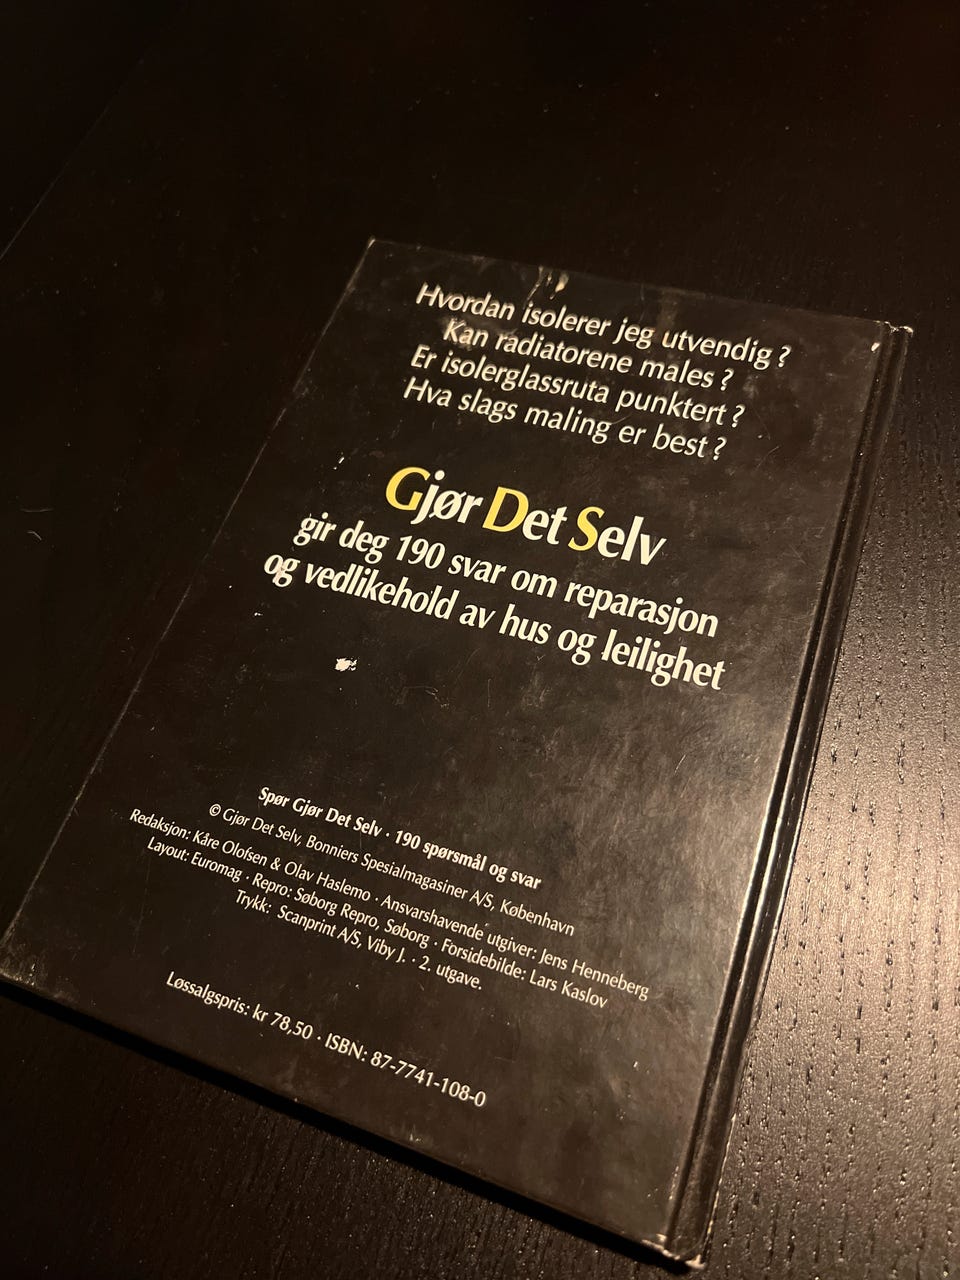 Hvordan isolerer jeg utvendig ?
Kan radiatorene males ?
Er isolerglassruta punktert ?
Hva slags maling er best ?
Gjør Det Selv
gir deg 190 svar om reparasjon
og vedlikehold av hus og leilighet
Spør Gjør Det Selv · 190 spørsmål og svar
© Gjør Det Selv, Bonniers Spesialmagasiner A/S, København
Redaksjon: Kåre Olofsen & Olav Haslemo · Ansvarshavende utgiver: Jens Henneberg
Layout: Euromag · Repro: Søborg Repro, Søborg · Forsidebilde: Lars Kaslov
Trykk: Scanprint A/S, Viby J. · 2. utgave.
Løssalgspris: kr 78,50 · ISBN: 87-7741-108-0